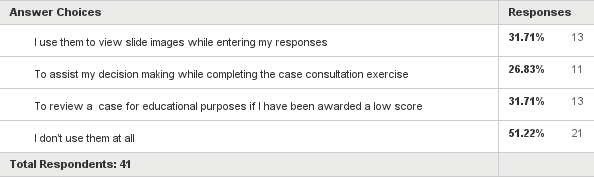 Answer Choices Responses
I use them to view slide images while entering my responses 31.71% 13
To assist my decision making while completing the case consultation exercise 26.83% 11
To review a case for educational purposes if I have been awarded a low score 31.71% 13
I don't use them at all 51.22% 21
Total Respondents: 41